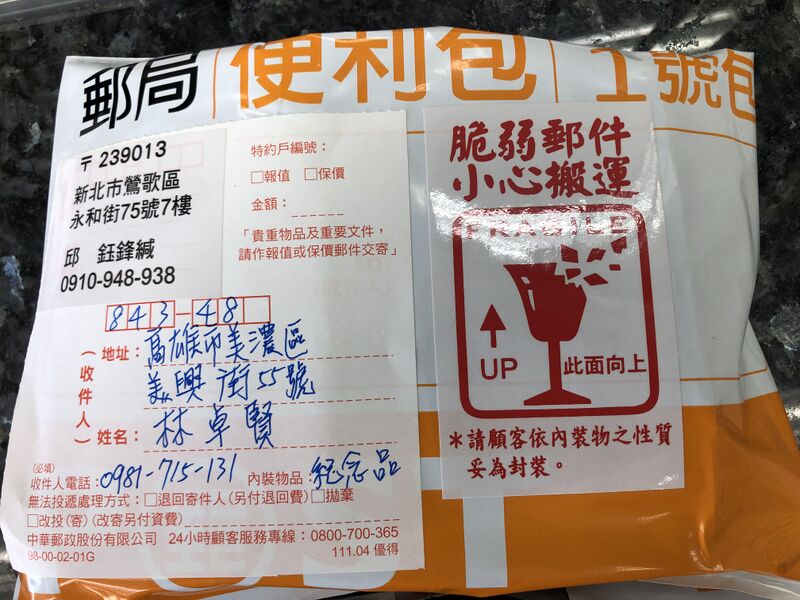 郵局 便利包 1號包
〒239013
新北市鶯歌區
永和街75號7樓
邱 鈺鋒緘
0910-948-938
特約戶編號：
□報值 □保價
金額：
「貴重物品及重要文件，
請作報值或保價郵件交寄」
843-48
（收件人）
地址：高雄市美濃區
美興街55號
姓名：林卓賢
(必填)
收件人電話：0981-715-131 內裝物品：紀念品
無法投遞處理方式：□退回寄件人(另付退回費)□拋棄
□改投(寄)(改寄另付資費)
中華郵政股份有限公司 24小時顧客服務專線：0800-700-365
98-00-02-01G 111.04 優得
脆弱郵件
小心搬運
FRAGILE
UP 此面向上
＊請顧客依內裝物之性質
妥為封裝。